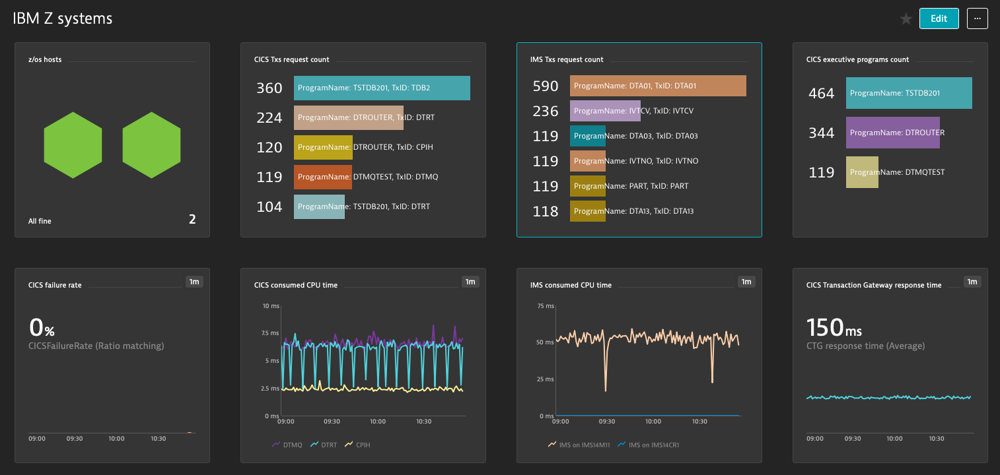 IBM Z systems
Edit
...
z/os hosts
All fine
2
CICS Txs request count
360 ProgramName: TSTDB201, TxID: TDB2
224 ProgramName: DTROUTER, TxID: DTRT
120 ProgramName: DTROUTER, TxID: CPIH
119 ProgramName: DTMQTEST, TxID: DTMQ
104 ProgramName: TSTDB201, TxID: DTRT
IMS Txs request count
590 ProgramName: DTA01, TxID: DTA01
236 ProgramName: IVTCV, TxID: IVTCV
119 ProgramName: DTA03, TxID: DTA03
119 ProgramName: IVTNO, TxID: IVTNO
119 ProgramName: PART, TxID: PART
118 ProgramName: DTA13, TxID: DTA13
CICS executive programs count
464 ProgramName: TSTDB201
344 ProgramName: DTROUTER
119 ProgramName: DTMQTEST
CICS failure rate
1m
0%
CICSFailureRate (Ratio matching)
09:00 09:30 10:00 10:30
CICS consumed CPU time
1m
10 ms
7.5 ms
5 ms
2.5 ms
0 ms
09:00 09:30 10:00 10:30
DTMQ DTRT CPIH
IMS consumed CPU time
1m
75 ms
50 ms
25 ms
0 ms
09:00 09:30 10:00 10:30
IMS on IMS14M11 IMS on IMS14CR1
CICS Transaction Gateway response time
1m
150ms
CTG response time (Average)
09:00 09:30 10:00 10:30